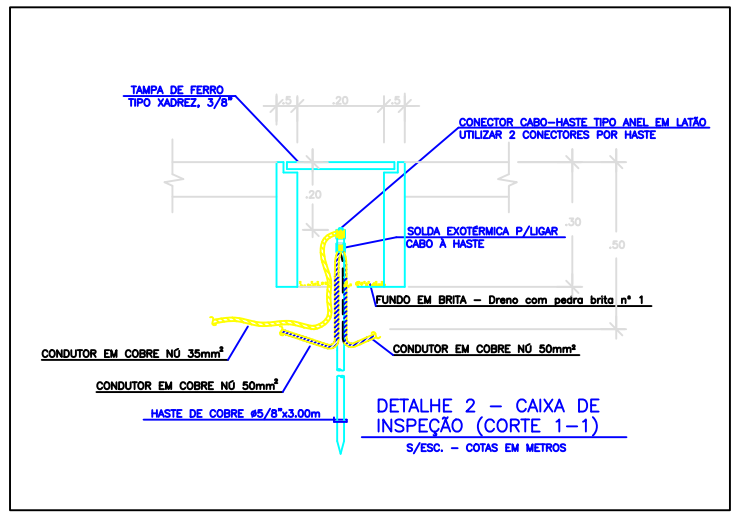 TAMPA DE FERRO
TIPO XADREZ, 3/8"
.5
.20
.5
CONECTOR CABO-HASTE TIPO ANEL EM LATÃO
UTILIZAR 2 CONECTORES POR HASTE
.20
.30
SOLDA EXOTÉRMICA P/LIGAR
CABO À HASTE
.50
FUNDO EM BRITA - Dreno com pedra brita n° 1
CONDUTOR EM COBRE NÚ 35mm²
CONDUTOR EM COBRE NÚ 50mm²
CONDUTOR EM COBRE NÚ 50mm²
HASTE DE COBRE ø5/8"x3.00m
DETALHE 2 - CAIXA DE
INSPEÇÃO (CORTE 1-1)
S/ESC. - COTAS EM METROS